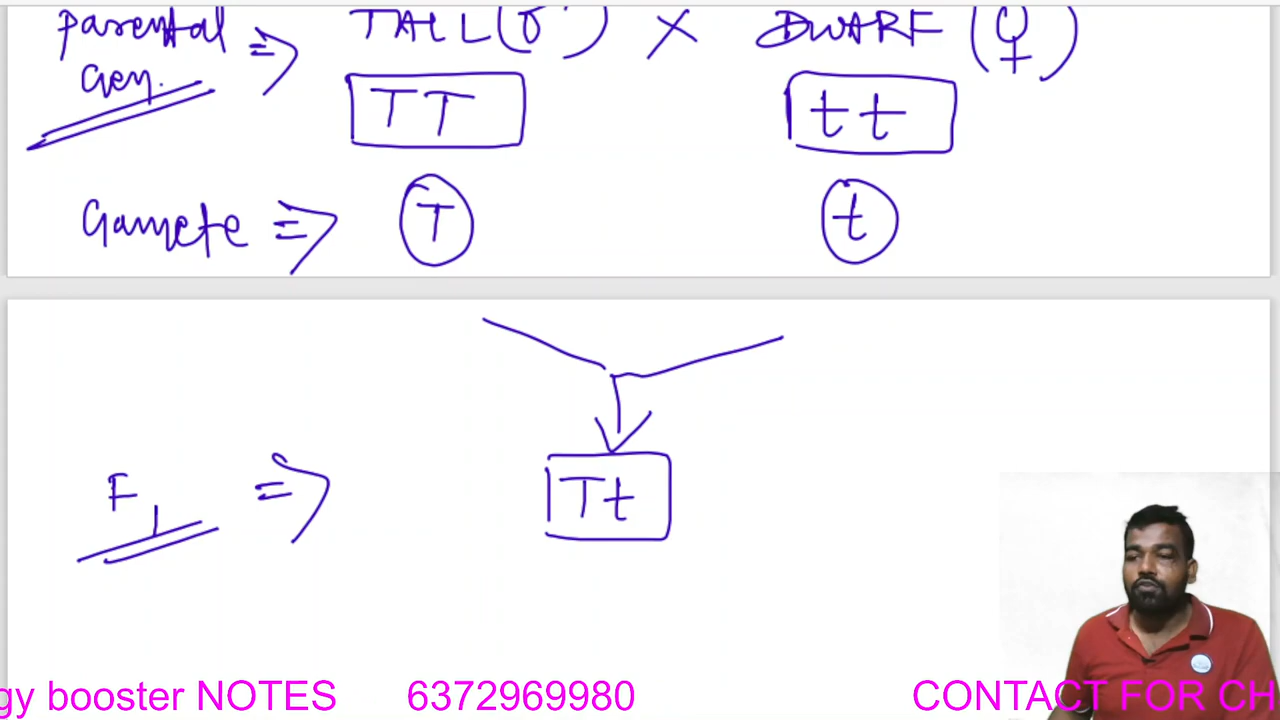 Parental ⇒ TALL (♂) X DWARF (♀)
Gen.
TT tt
Gamete ⇒ T t
F1 ⇒ Tt
gy booster NOTES 6372969980 CONTACT FOR CH